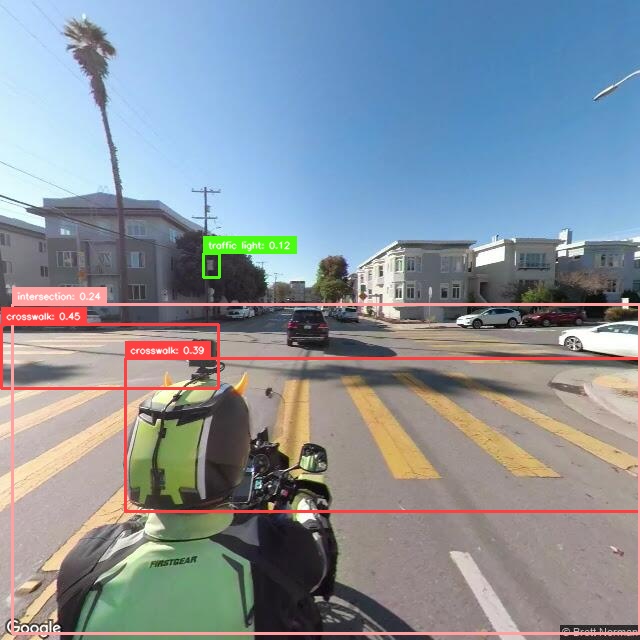 traffic light: 0.12
intersection: 0.24
crosswalk: 0.45
crosswalk: 0.39
FIRSTGEAR
Google
© Brett Norman